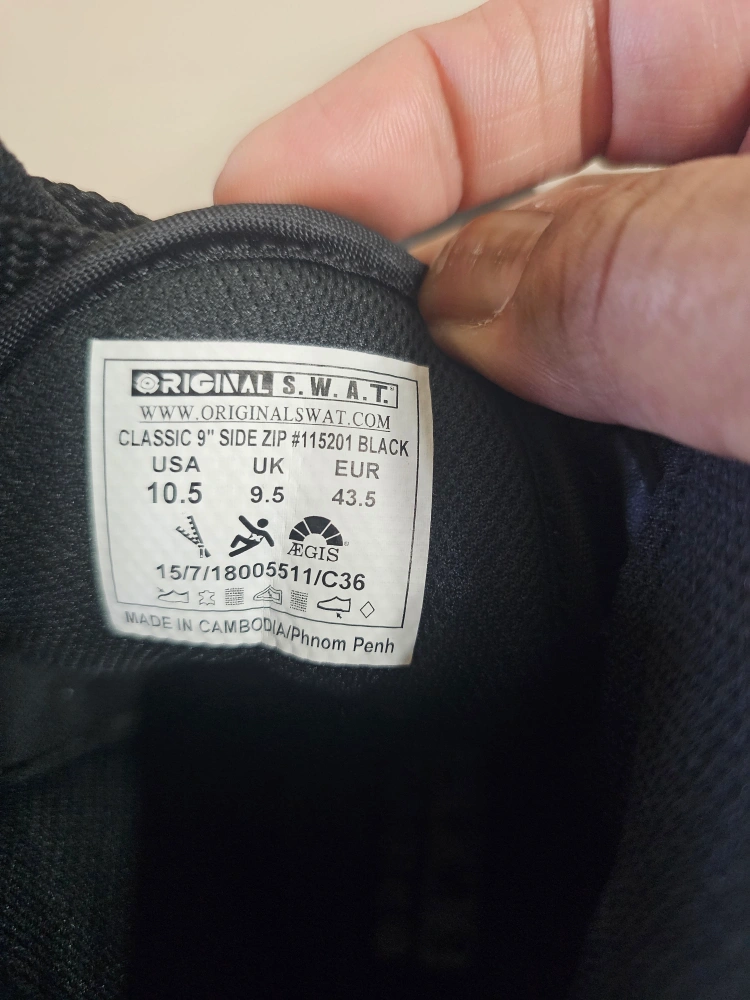 ORIGINAL S.W.A.T.™
WWW.ORIGINALSWAT.COM
CLASSIC 9" SIDE ZIP #115201 BLACK
USA UK EUR
10.5 9.5 43.5
ÆGIS®
15/7/18005511/C36
MADE IN CAMBODIA/Phnom Penh